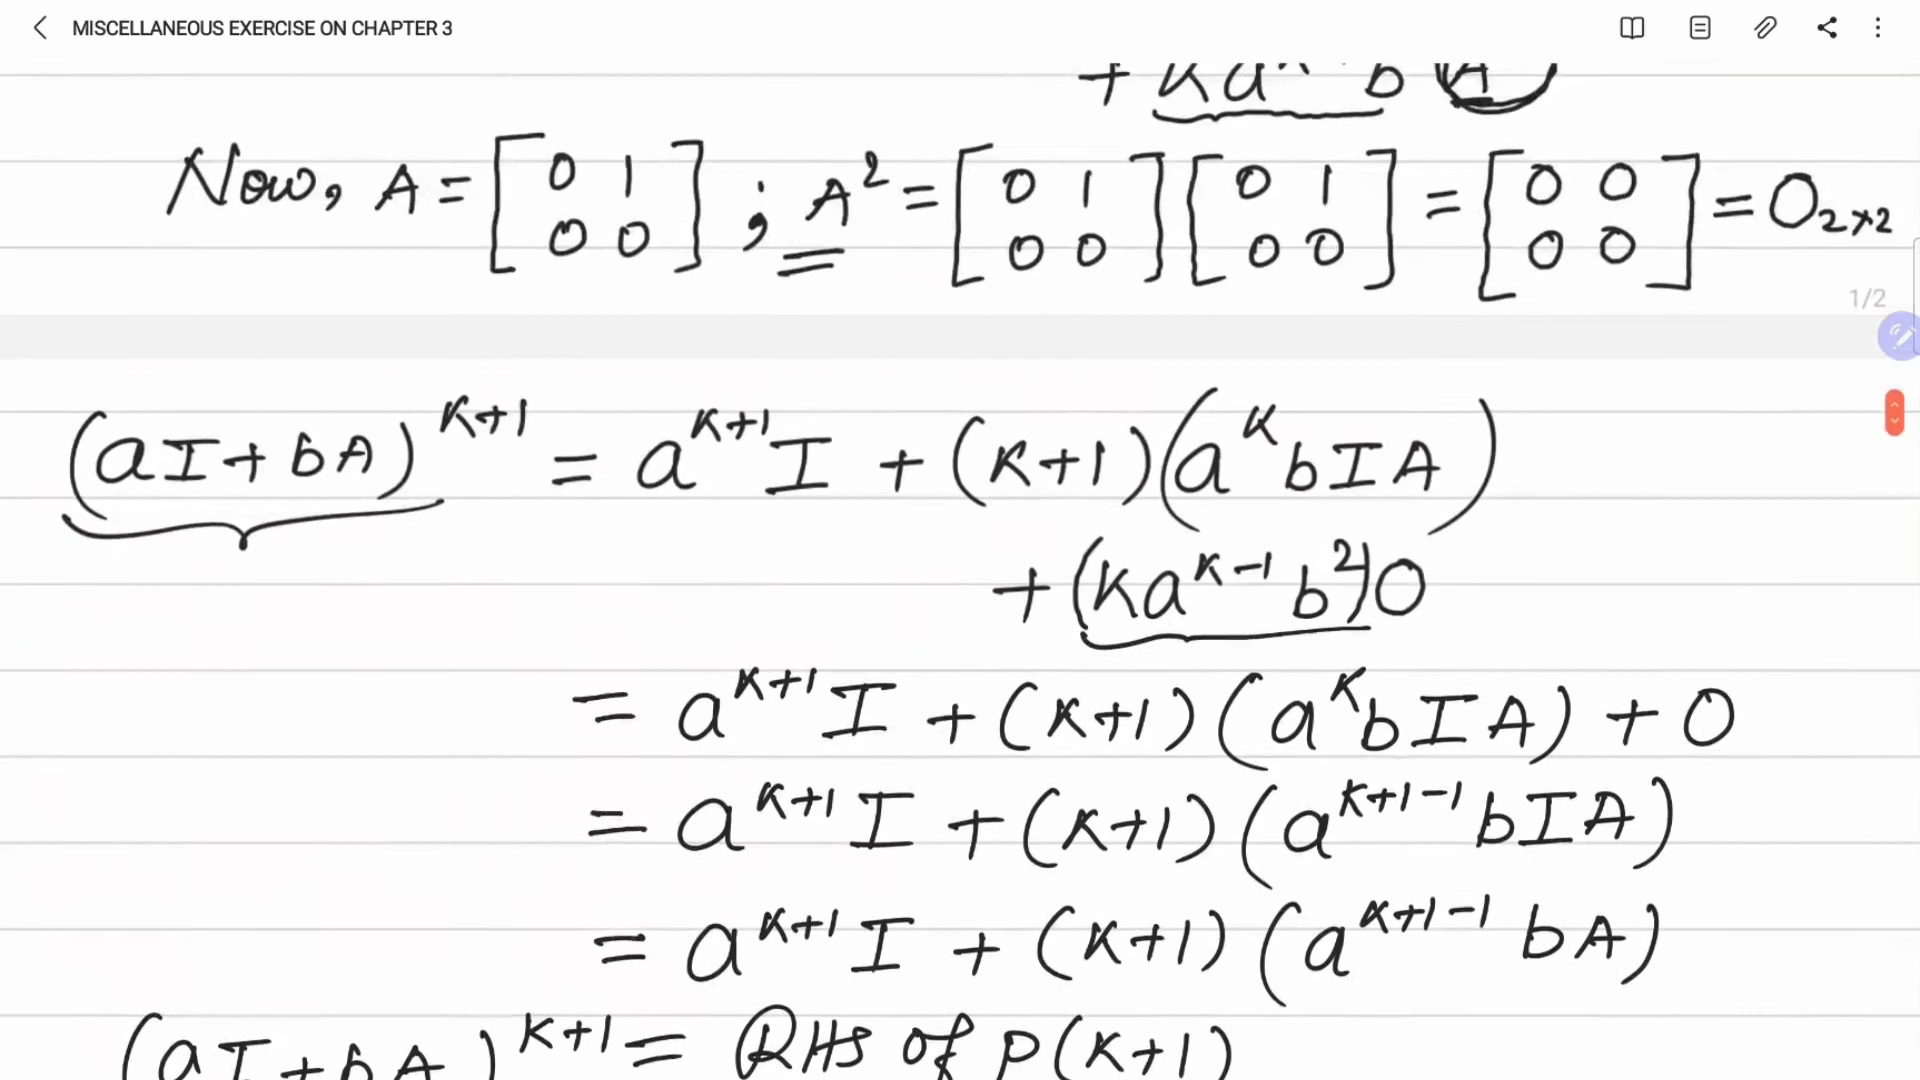 MISCELLANEOUS EXERCISE ON CHAPTER 3
+ Ka b A
Now, A = [0 1 0 0] ; A² = [0 1 0 0] [0 1 0 0] = [0 0 0 0] = O₂ₓ₂
1/2
(aI + bA)^{K+1} = a^{K+1} I + (K+1)(a^K bIA)
+ (Ka^{K-1} b²)O
= a^{K+1} I + (K+1)(a^K bIA) + O
= a^{K+1} I + (K+1)(a^{K+1-1} bIA)
= a^{K+1} I + (K+1)(a^{K+1-1} bA)
(aI + bA)^{K+1} = RHS of P(K+1)